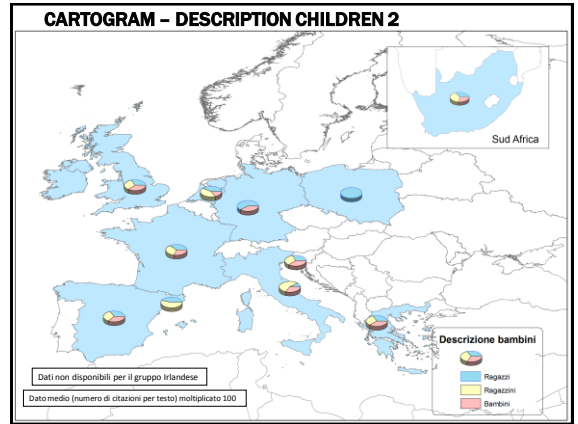 CARTOGRAM – DESCRIPTION CHILDREN 2
Sud Africa
Descrizione bambini
Ragazzi
Ragazzini
Bambini
Dati non disponibili per il gruppo Irlandese
Dato medio (numero di citazioni per testo) moltiplicato 100